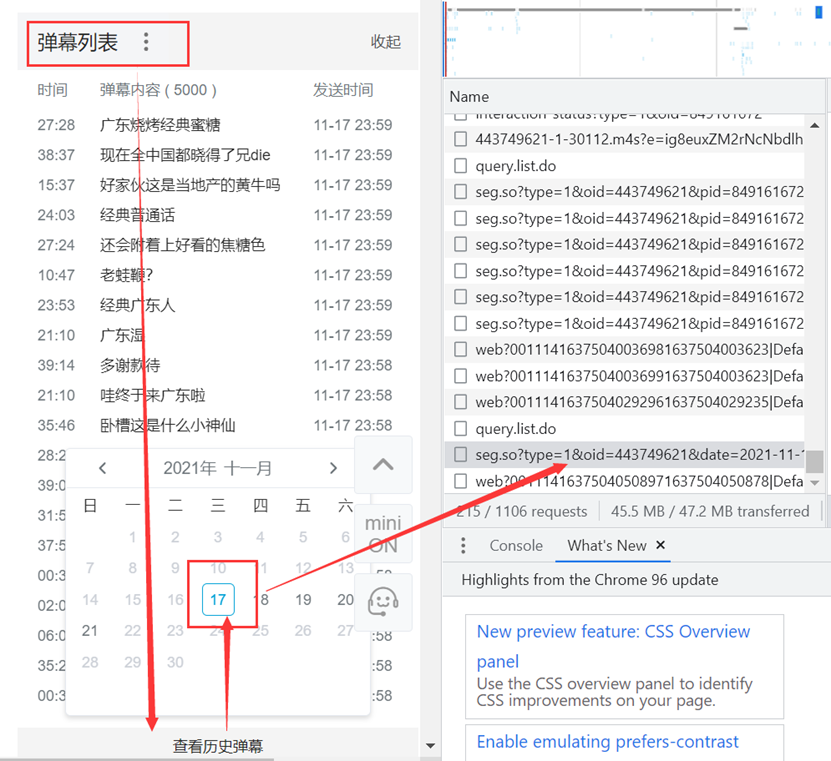 弹幕列表
收起
时间 弹幕内容 ( 5000 ) 发送时间
27:28 广东烧烤经典蜜糖 11-17 23:59
38:37 现在全中国都晓得了兄die 11-17 23:59
15:37 好家伙这是当地产的黄牛吗 11-17 23:59
24:03 经典普通话 11-17 23:59
27:24 还会附着上好看的焦糖色 11-17 23:59
10:47 老蛙鞭? 11-17 23:59
23:53 经典广东人 11-17 23:59
21:10 广东湿 11-17 23:59
39:14 多谢款待 11-17 23:59
21:10 哇终于来广东啦 11-17 23:58
35:46 卧槽这是什么小神仙 11-17 23:58
28:2
39:0
31:5
37:5
00:3 :58
02:0
06:0 :58
35:2 :58
00:3 :58
2021年 十一月
日 一 二 三 四 五 六
1 2 3 4 5 6
7 8 9 10 11 12 13
14 15 16 17 18 19 20
21 22 23 24 25 26 27
28 29 30
mini
ON
查看历史弹幕
Name
interaction-status?type=1&oid=849161672
443749621-1-30112.m4s?e=ig8euxZM2rNcNbdlh
query.list.do
seg.so?type=1&oid=443749621&pid=849161672
seg.so?type=1&oid=443749621&pid=849161672
seg.so?type=1&oid=443749621&pid=849161672
seg.so?type=1&oid=443749621&pid=849161672
seg.so?type=1&oid=443749621&pid=849161672
seg.so?type=1&oid=443749621&pid=849161672
web?0011141637504003698163750400​3623|Defa
web?0011141637504003699163750400​3623|Defa
web?0011141637504029296163750402​9235|Defa
query.list.do
seg.so?type=1&oid=443749621&date=2021-11-1
web?0011141637504050897163750405​0878|Defa
215 / 1106 requests 45.5 MB / 47.2 MB transferred
Console What's New ×
Highlights from the Chrome 96 update
New preview feature: CSS Overview
panel
Use the CSS overview panel to identify
CSS improvements on your page.
Enable emulating prefers-contrast